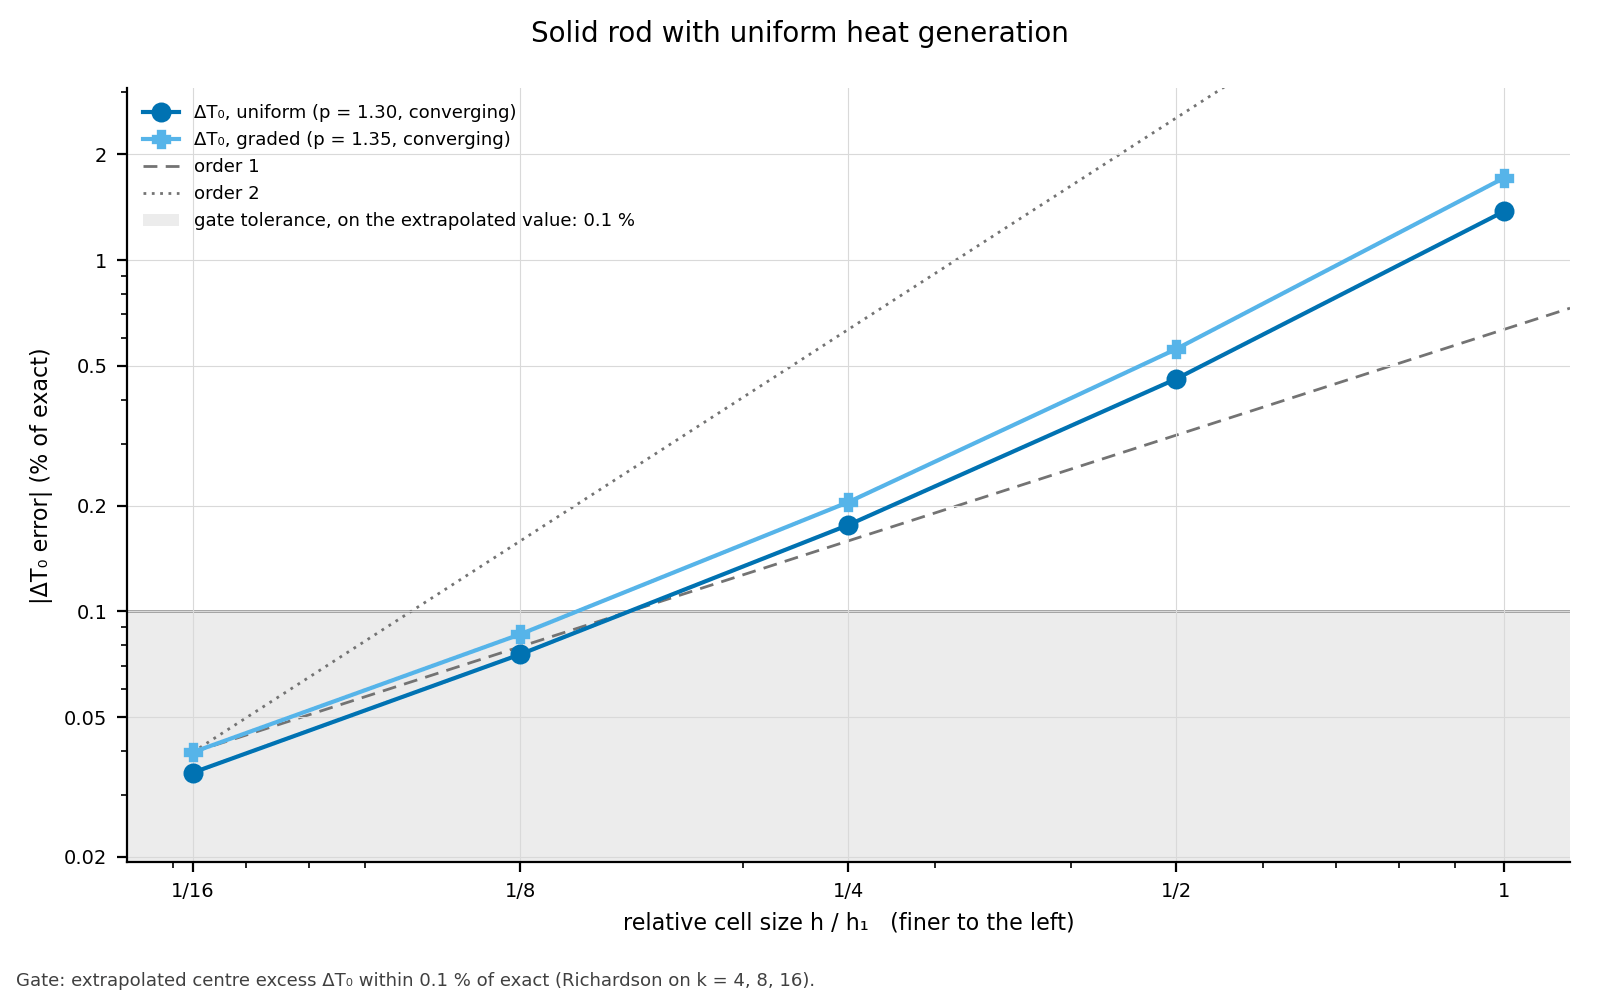 Solid rod with uniform heat generation
ΔT₀, uniform (p = 1.30, converging)
ΔT₀, graded (p = 1.35, converging)
order 1
order 2
gate tolerance, on the extrapolated value: 0.1 %
|ΔT₀ error| (% of exact)
2
1
0.5
0.2
0.1
0.05
0.02
1/16
1/8
1/4
1/2
1
relative cell size h / h₁   (finer to the left)
Gate: extrapolated centre excess ΔT₀ within 0.1 % of exact (Richardson on k = 4, 8, 16).